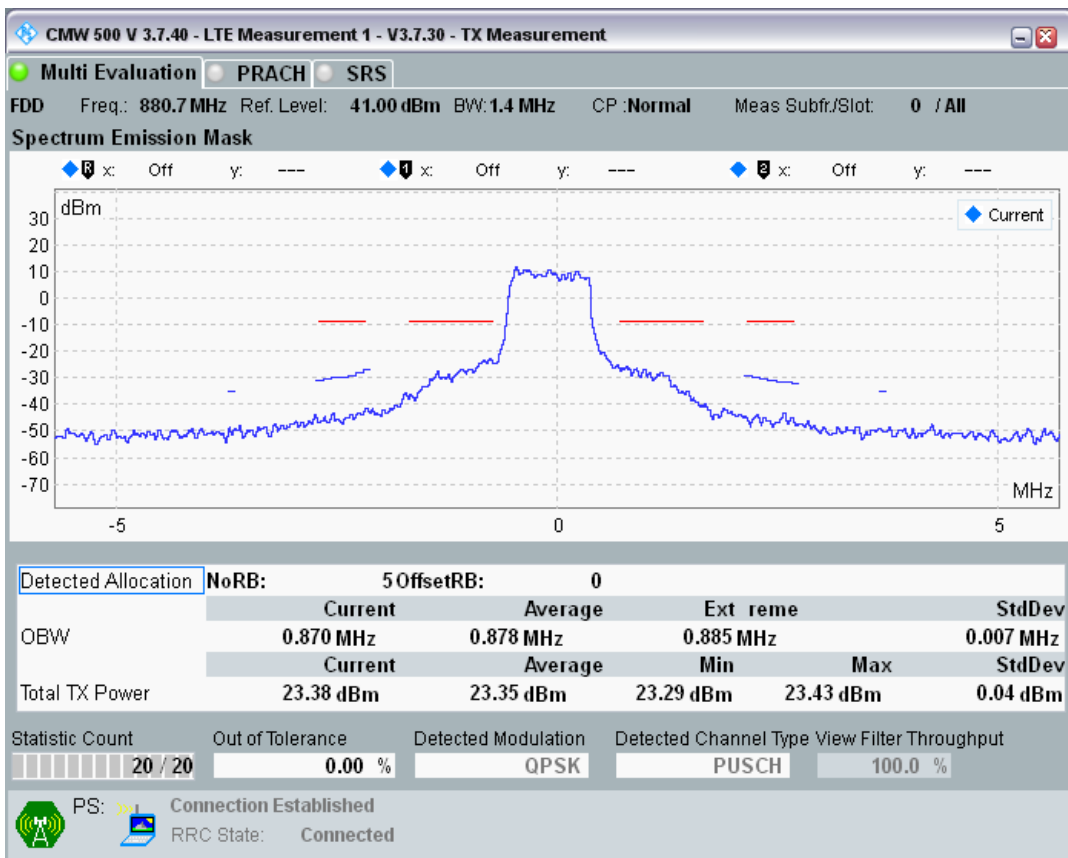 CMW 500 V 3.7.40 - LTE Measurement 1 - V3.7.30 - TX Measurement
Multi Evaluation PRACH SRS
FDD Freq.: 880.7 MHz Ref. Level: 41.00 dBm BW: 1.4 MHz CP :Normal Meas Subfr./Slot: 0 / All
Spectrum Emission Mask
R x: Off y: --- 1 x: Off y: --- 2 x: Off y: ---
dBm
Current
30
20
10
0
-10
-20
-30
-40
-50
-60
-70
MHz
-5 0 5
Detected Allocation NoRB: 5 OffsetRB: 0
Current Average Ext reme StdDev
OBW 0.870 MHz 0.878 MHz 0.885 MHz 0.007 MHz
Current Average Min Max StdDev
Total TX Power 23.38 dBm 23.35 dBm 23.29 dBm 23.43 dBm 0.04 dBm
Statistic Count Out of Tolerance Detected Modulation Detected Channel Type View Filter Throughput
20 / 20 0.00 % QPSK PUSCH 100.0 %
PS: Connection Established
RRC State: Connected